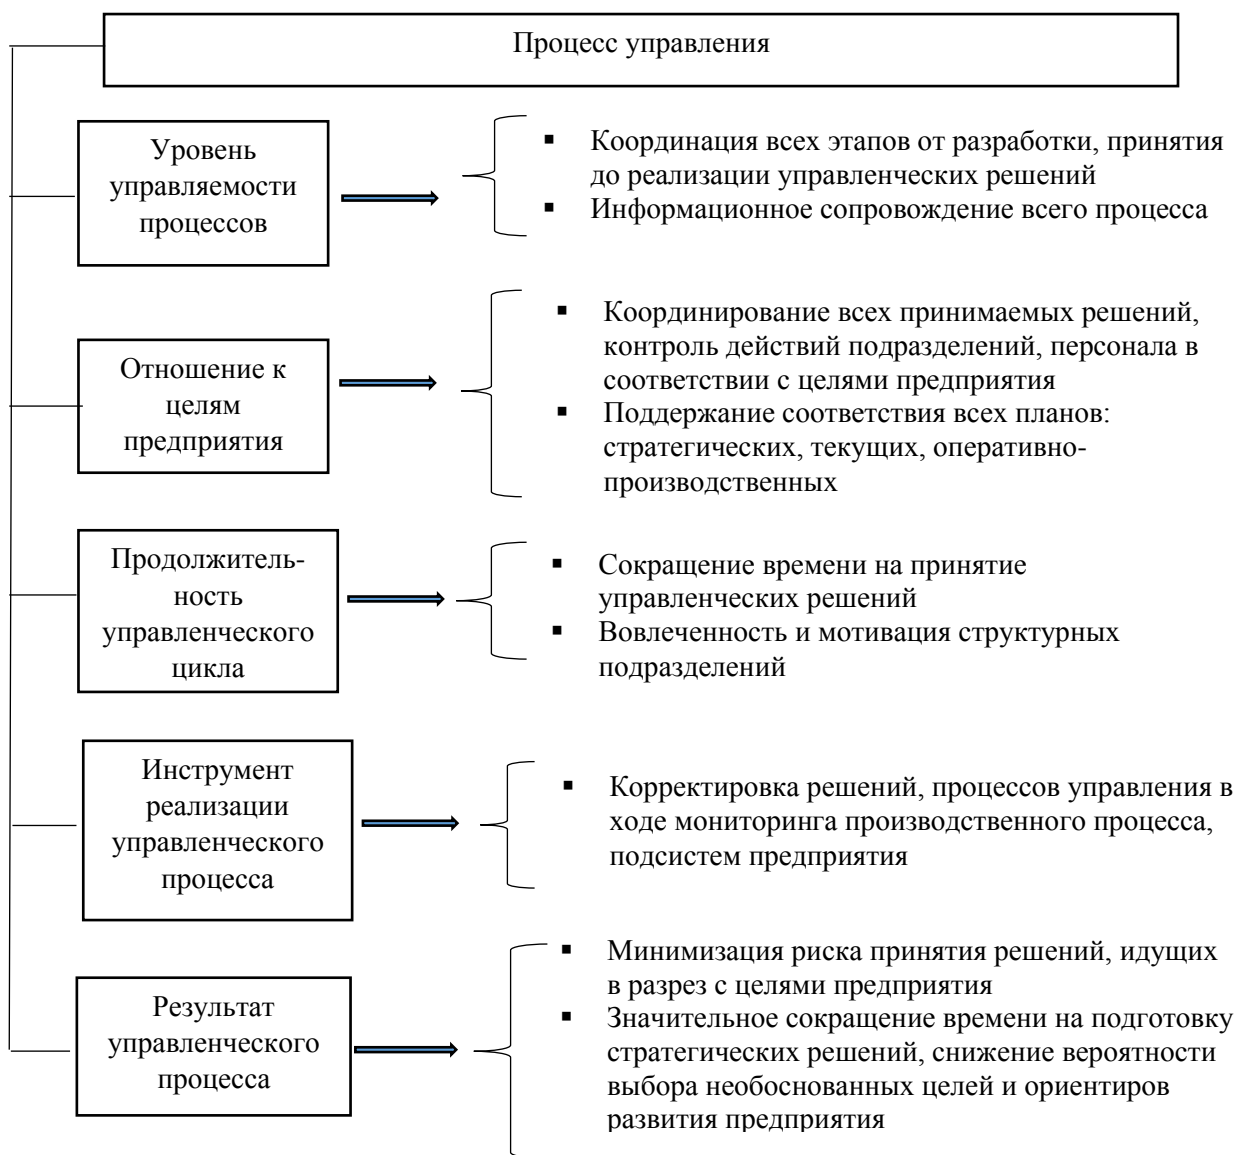 Процесс управления
Уровень
управляемости
процессов
▪ Координация всех этапов от разработки, принятия
до реализации управленческих решений
▪ Информационное сопровождение всего процесса
Отношение к
целям
предприятия
▪ Координирование всех принимаемых решений,
контроль действий подразделений, персонала в
соответствии с целями предприятия
▪ Поддержание соответствия всех планов:
стратегических, текущих, оперативно-
производственных
Продолжитель-
ность
управленческого
цикла
▪ Сокращение времени на принятие
управленческих решений
▪ Вовлеченность и мотивация структурных
подразделений
Инструмент
реализации
управленческого
процесса
▪ Корректировка решений, процессов управления в
ходе мониторинга производственного процесса,
подсистем предприятия
Результат
управленческого
процесса
▪ Минимизация риска принятия решений, идущих
в разрез с целями предприятия
▪ Значительное сокращение времени на подготовку
стратегических решений, снижение вероятности
выбора необоснованных целей и ориентиров
развития предприятия